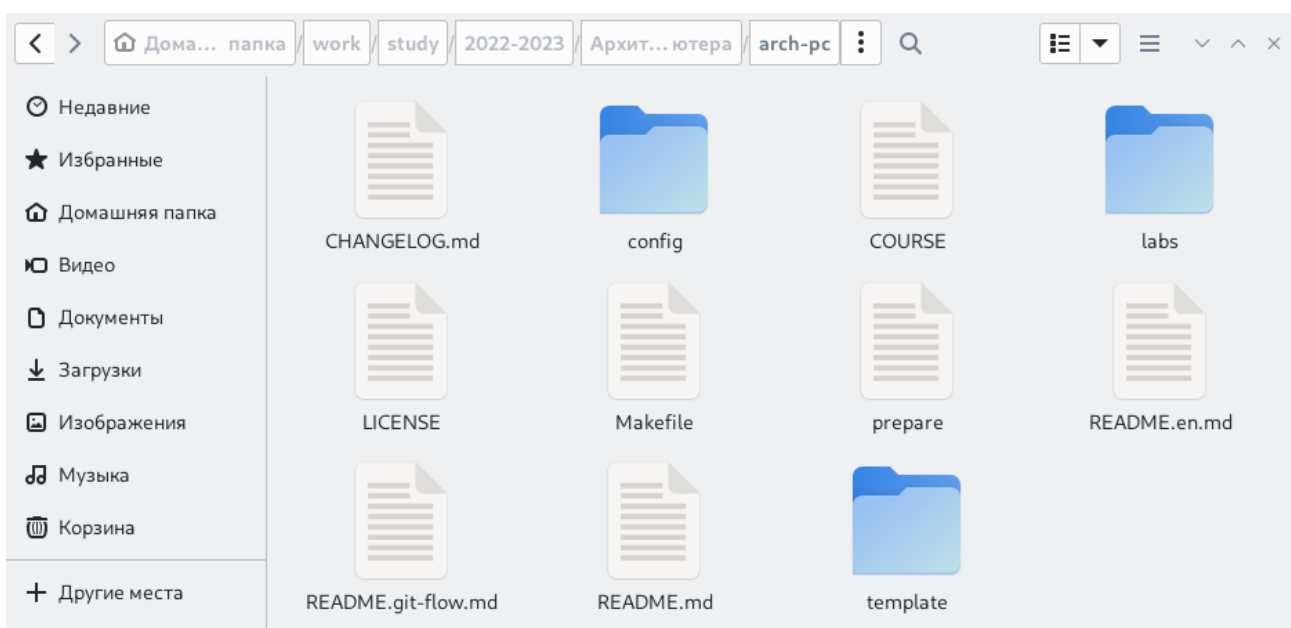 Дома... папка / work / study / 2022-2023 / Архит...ютера / arch-pc
Недавние
Избранные
Домашняя папка
Видео
Документы
Загрузки
Изображения
Музыка
Корзина
Другие места
CHANGELOG.md config COURSE labs
LICENSE Makefile prepare README.en.md
README.git-flow.md README.md template